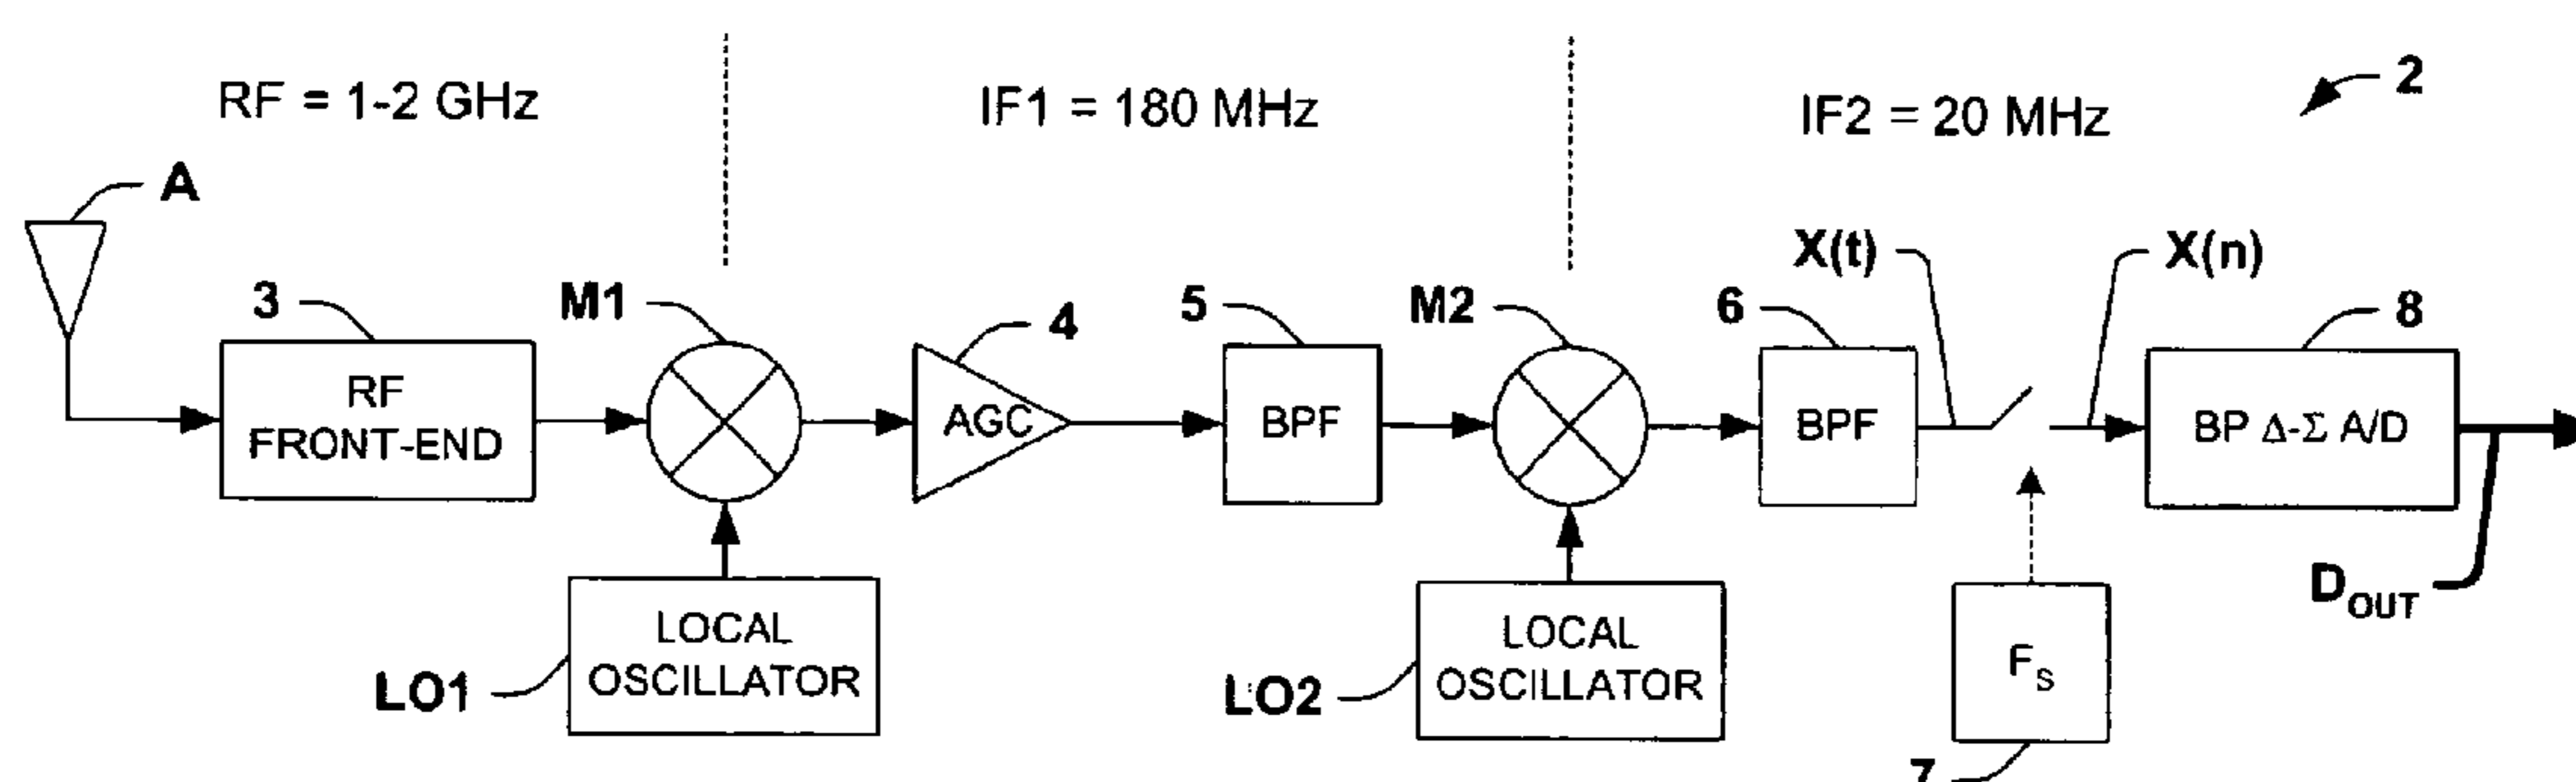 RF = 1-2 GHz
IF1 = 180 MHz
IF2 = 20 MHz
2
A
X(t)
X(n)
3
M1
4
5
M2
6
8
RF
FRONT-END
AGC
BPF
BPF
BP Δ-Σ A/D
LOCAL
OSCILLATOR
LO1
LOCAL
OSCILLATOR
LO2
FS
DOUT
7